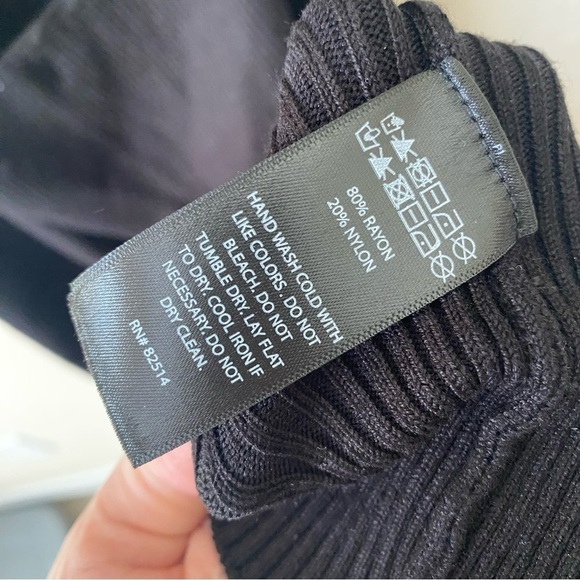 80% RAYON
20% NYLON
HAND WASH COLD WITH
LIKE COLORS. DO NOT
BLEACH. DO NOT
TUMBLE DRY. LAY FLAT
TO DRY. COOL IRON IF
NECESSARY. DO NOT
DRY CLEAN.
RN# 82514